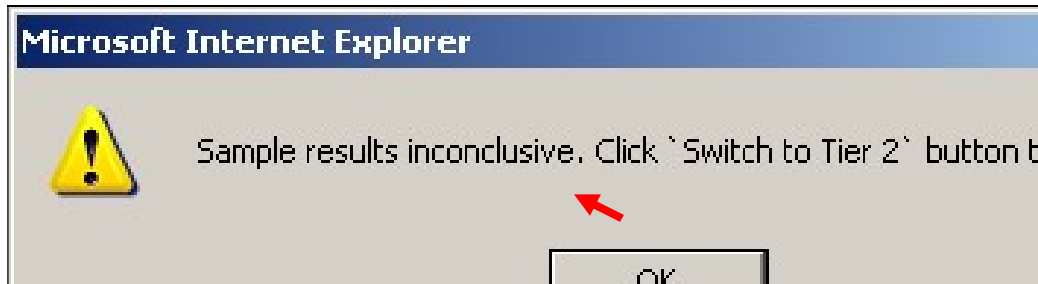 Microsoft Internet Explorer
Sample results inconclusive. Click `Switch to Tier 2` button
OK